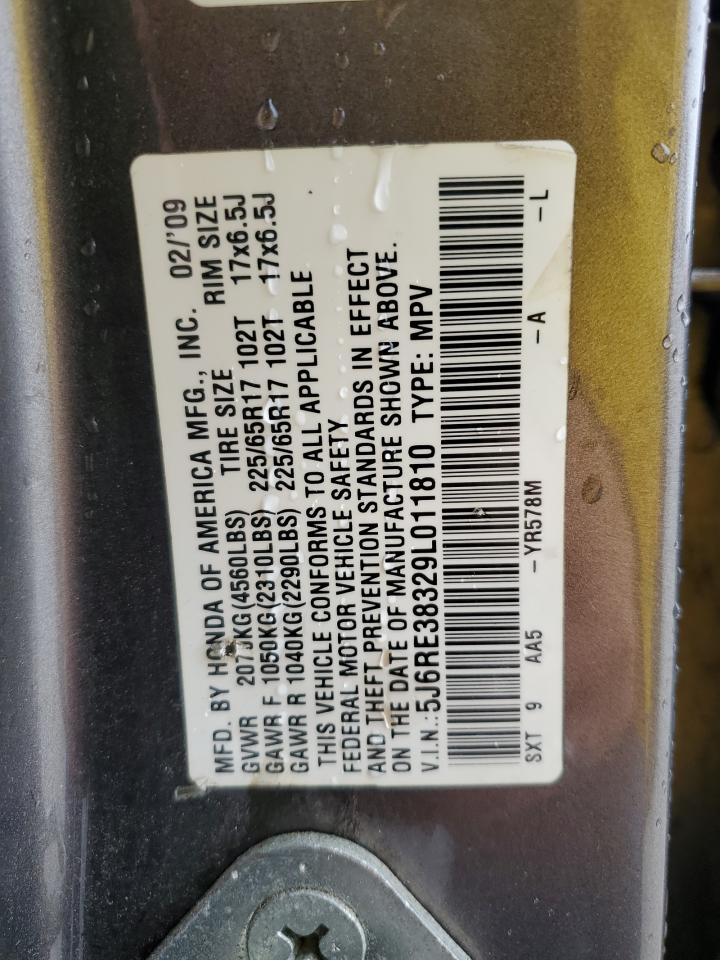 MFD. BY HONDA OF AMERICA MFG., INC. 02/'09
GVWR 2070KG(4560LBS) TIRE SIZE RIM SIZE
GAWR F 1050KG(2310LBS) 225/65R17 102T 17x6.5J
GAWR R 1040KG(2290LBS) 225/65R17 102T 17x6.5J
THIS VEHICLE CONFORMS TO ALL APPLICABLE
FEDERAL MOTOR VEHICLE SAFETY
AND THEFT PREVENTION STANDARDS IN EFFECT
ON THE DATE OF MANUFACTURE SHOWN ABOVE.
V.I.N.:5J6RE38329L011810 TYPE: MPV
SXT 9 AA5 -YR578M -A -L